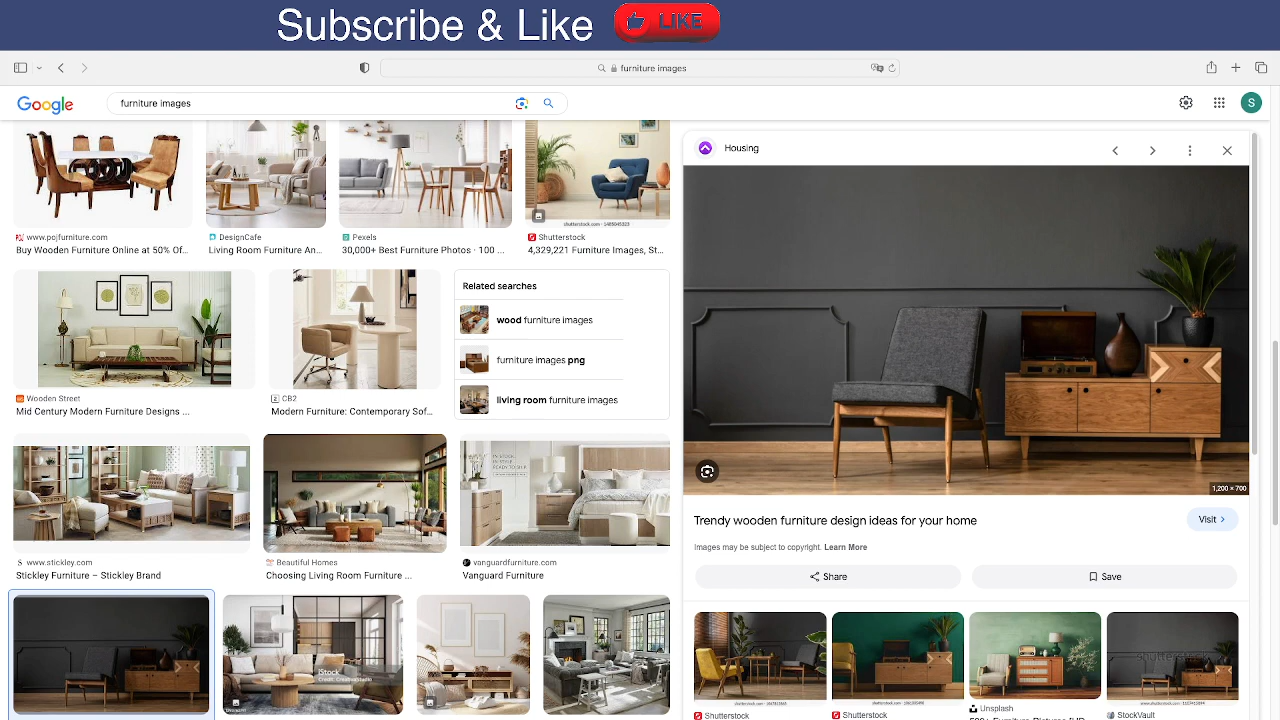 Subscribe & Like
LIKE
furniture images
Google
furniture images
S
Housing
www.pojfurniture.com
Buy Wooden Furniture Online at 50% Of...
DesignCafe
Living Room Furniture An...
Pexels
30,000+ Best Furniture Photos · 100 ...
shutterstock.com · 1485045323
Shutterstock
4,329,221 Furniture Images, St...
Wooden Street
Mid Century Modern Furniture Designs ...
CB2
Modern Furniture: Contemporary Sof...
Related searches
wood furniture images
furniture images png
living room furniture images
1,200 × 700
Trendy wooden furniture design ideas for your home
Visit
Images may be subject to copyright. Learn More
Share
Save
S www.stickley.com
Stickley Furniture – Stickley Brand
Beautiful Homes
Choosing Living Room Furniture ...
vanguardfurniture.com
Vanguard Furniture
iStock
Shutterstock
Shutterstock
Unsplash
StockVault